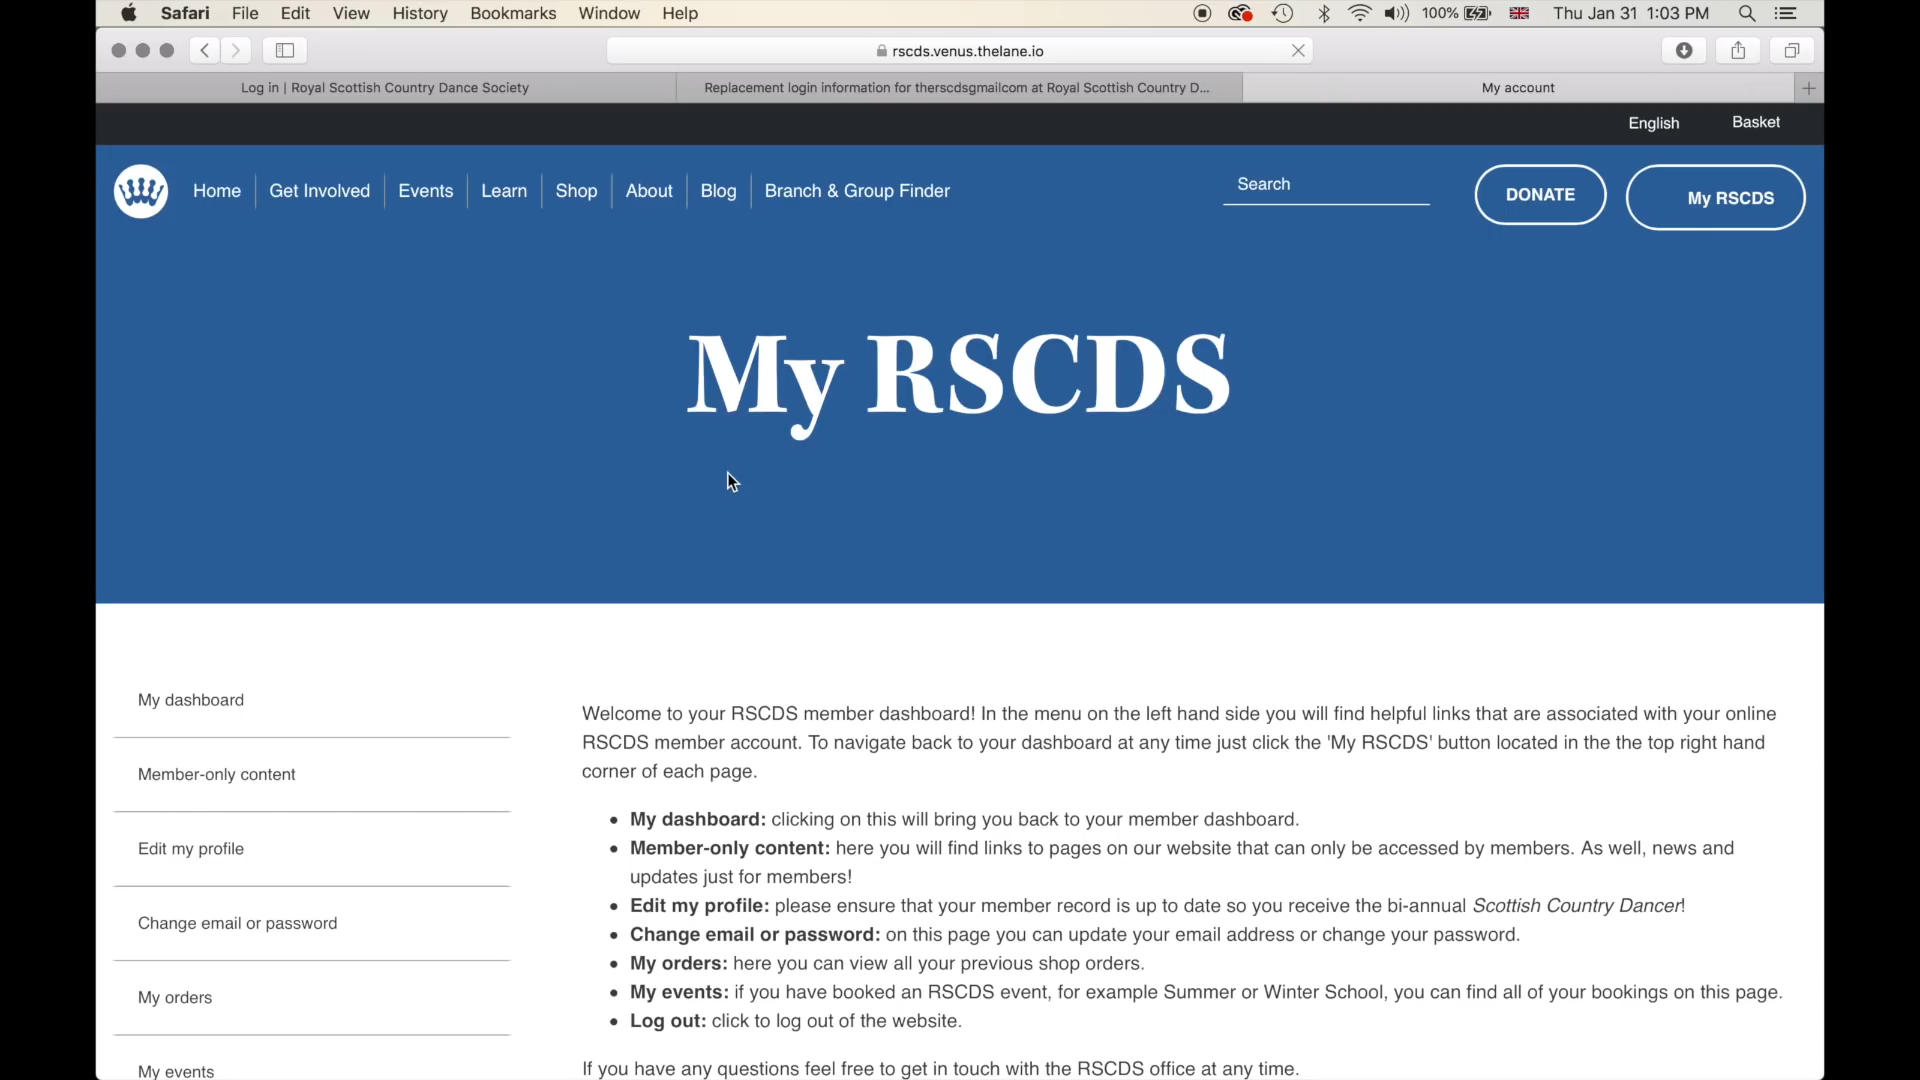 Safari File Edit View History Bookmarks Window Help 100% Thu Jan 31 1:03 PM
rscds.venus.thelane.io
Log in | Royal Scottish Country Dance Society
Replacement login information for therscdsgmailcom at Royal Scottish Country D...
My account
English Basket
Home Get Involved Events Learn Shop About Blog Branch & Group Finder Search DONATE My RSCDS
My RSCDS
My dashboard
Member-only content
Edit my profile
Change email or password
My orders
My events
Welcome to your RSCDS member dashboard! In the menu on the left hand side you will find helpful links that are associated with your online
RSCDS member account. To navigate back to your dashboard at any time just click the 'My RSCDS' button located in the the top right hand
corner of each page.
• My dashboard: clicking on this will bring you back to your member dashboard.
• Member-only content: here you will find links to pages on our website that can only be accessed by members. As well, news and
updates just for members!
• Edit my profile: please ensure that your member record is up to date so you receive the bi-annual Scottish Country Dancer!
• Change email or password: on this page you can update your email address or change your password.
• My orders: here you can view all your previous shop orders.
• My events: if you have booked an RSCDS event, for example Summer or Winter School, you can find all of your bookings on this page.
• Log out: click to log out of the website.
If you have any questions feel free to get in touch with the RSCDS office at any time.